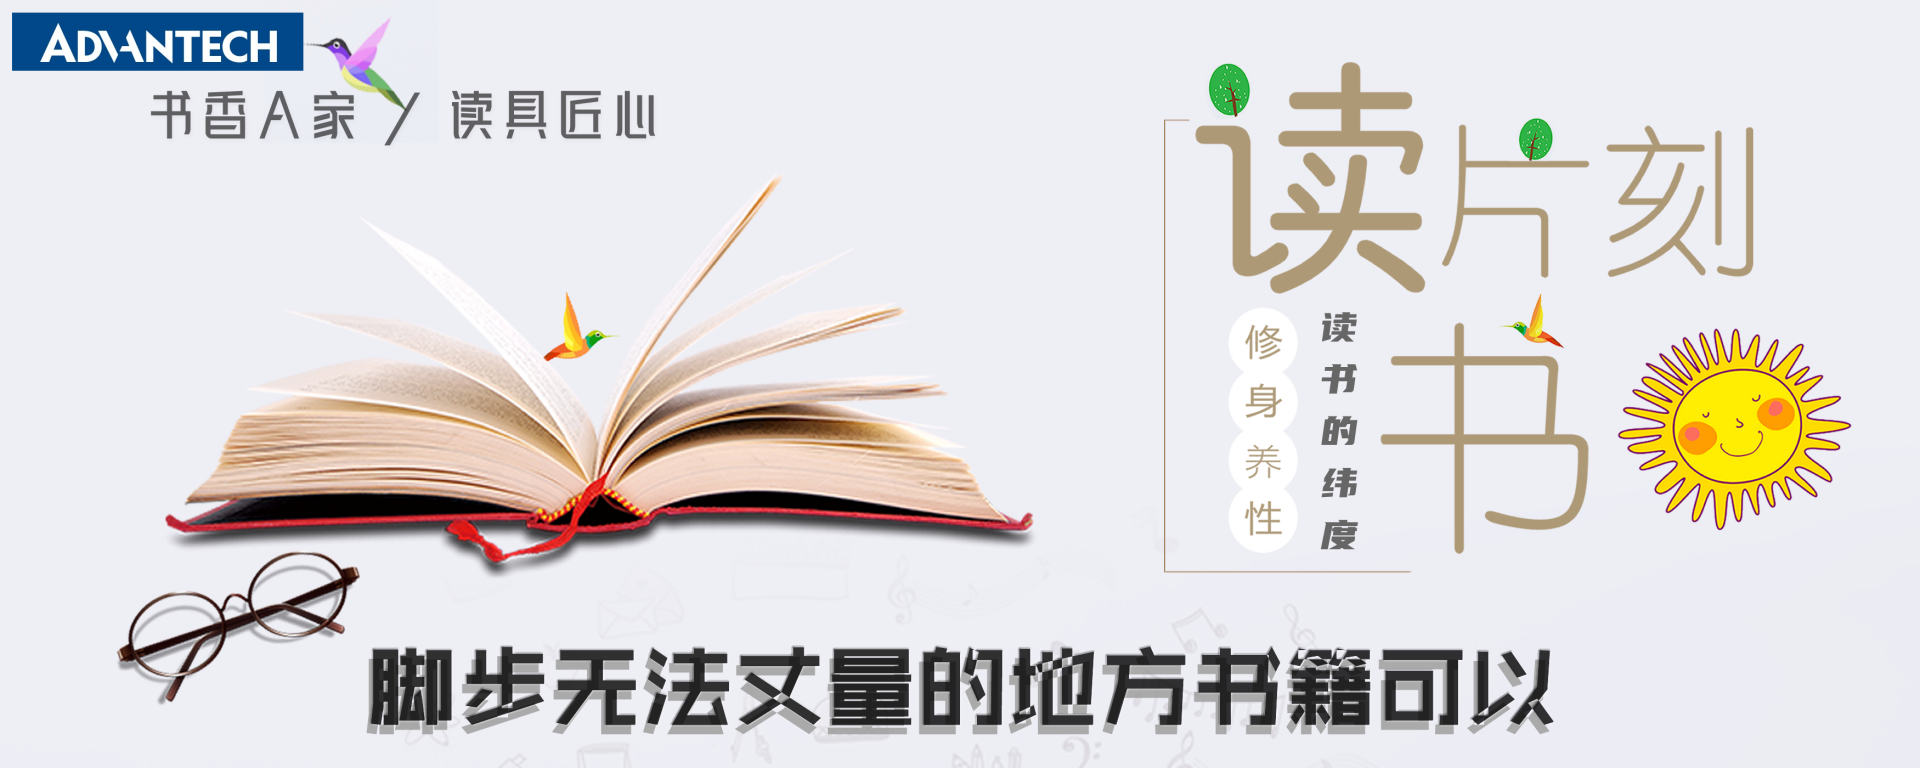 ADVANTECH
书香A家 / 读具匠心
读片刻
书
修身养性
读书的纬度
脚步无法丈量的地方书籍可以